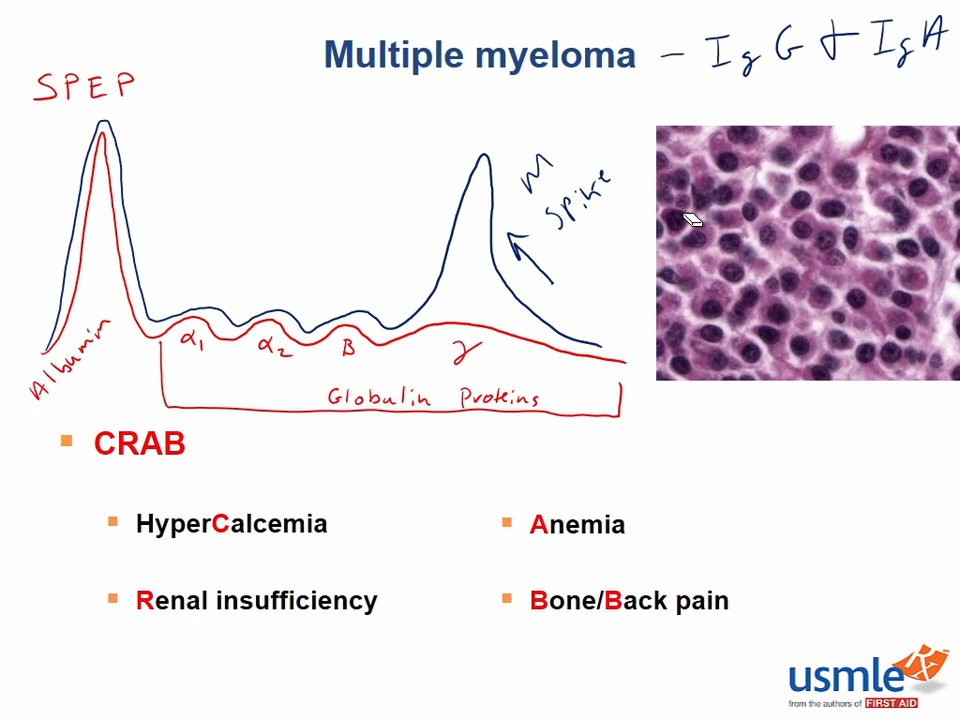 Multiple myeloma - IgG + IgA
SPEP
M
Spike
Albumin
α1
α2
β
γ
Globulin Proteins
CRAB
HyperCalcemia
Anemia
Renal insufficiency
Bone/Back pain
usmle Rx
from the authors of FIRST AID